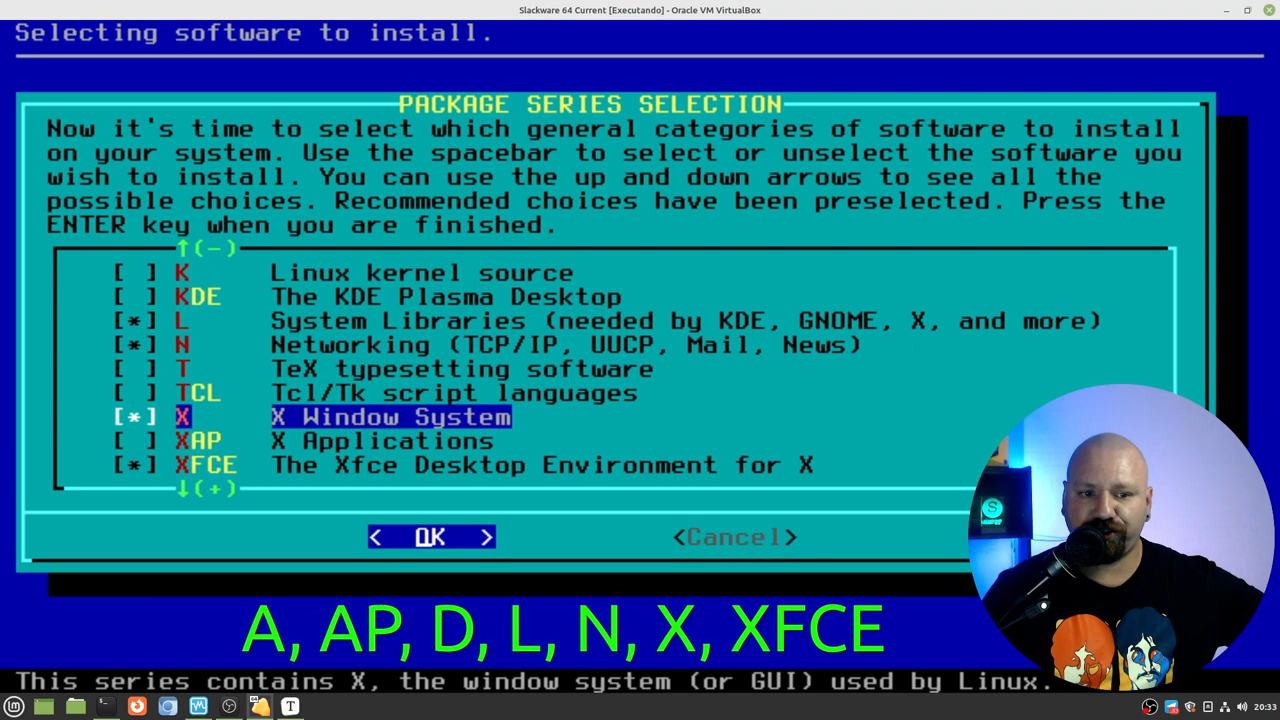 Slackware 64 Current [Executando] - Oracle VM VirtualBox
Selecting software to install.
PACKAGE SERIES SELECTION
Now it's time to select which general categories of software to install
on your system. Use the spacebar to select or unselect the software you
wish to install. You can use the up and down arrows to see all the
possible choices. Recommended choices have been preselected. Press the
ENTER key when you are finished.
↑(-)
[ ] K Linux kernel source
[ ] KDE The KDE Plasma Desktop
[*] L System Libraries (needed by KDE, GNOME, X, and more)
[*] N Networking (TCP/IP, UUCP, Mail, News)
[ ] T TeX typesetting software
[ ] TCL Tcl/Tk script languages
[*] X X Window System
[ ] XAP X Applications
[*] XFCE The Xfce Desktop Environment for X
↓(+)
< OK > <Cancel>
A, AP, D, L, N, X, XFCE
This series contains X, the window system (or GUI) used by Linux.
20:33